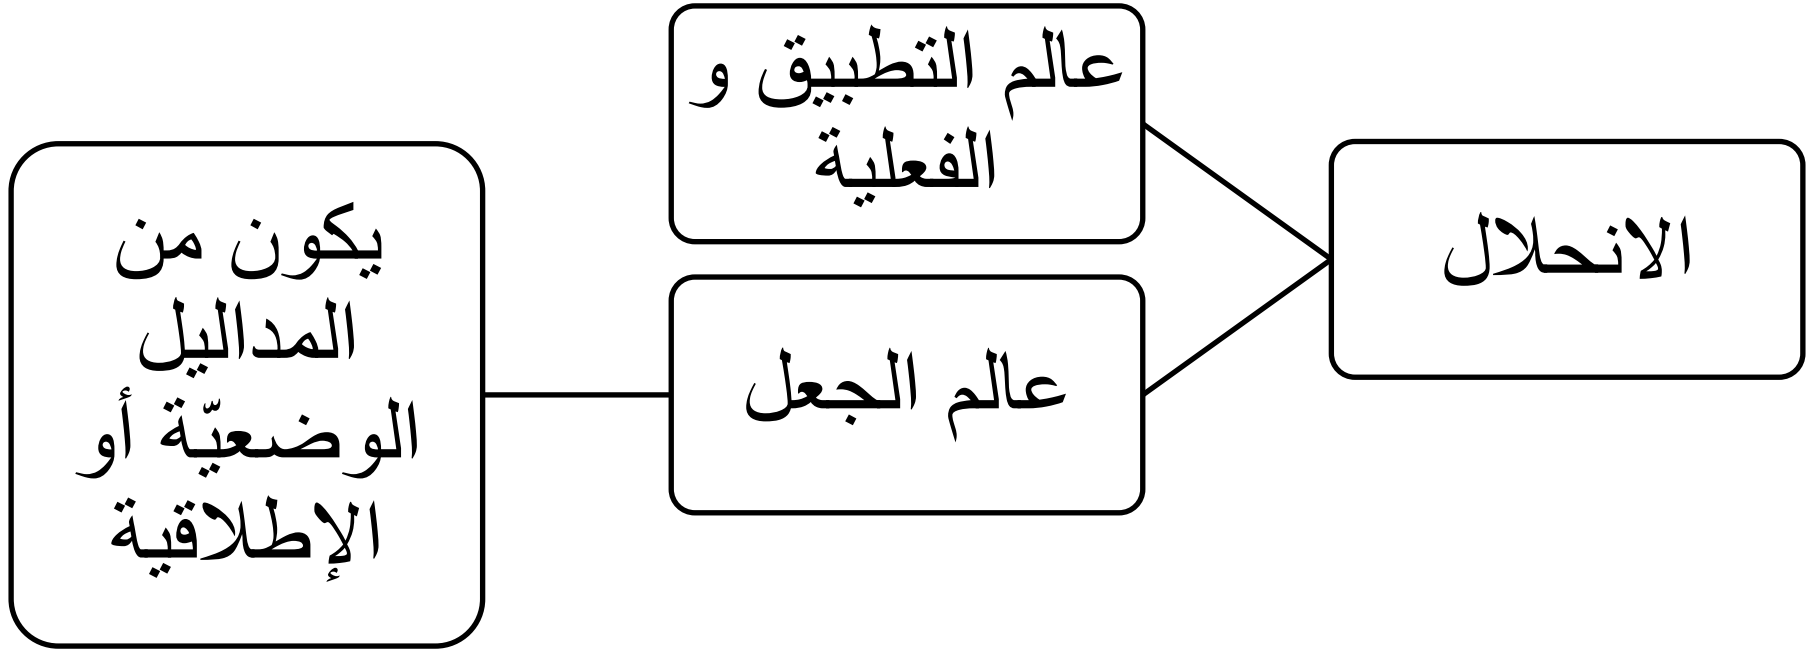 الانحلال
عالم التطبيق و
الفعلية
عالم الجعل
يكون من
المداليل
الوضعيّة أو
الإطلاقية